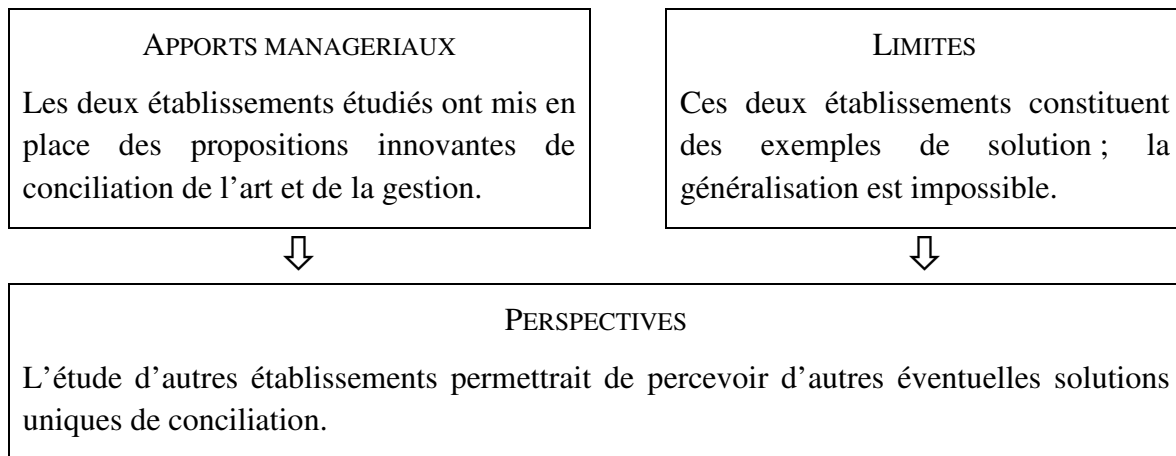 APPORTS MANAGERIAUX
Les deux établissements étudiés ont mis en
place des propositions innovantes de
conciliation de l’art et de la gestion.
LIMITES
Ces deux établissements constituent
des exemples de solution ; la
généralisation est impossible.
PERSPECTIVES
L’étude d’autres établissements permettrait de percevoir d’autres éventuelles solutions
uniques de conciliation.